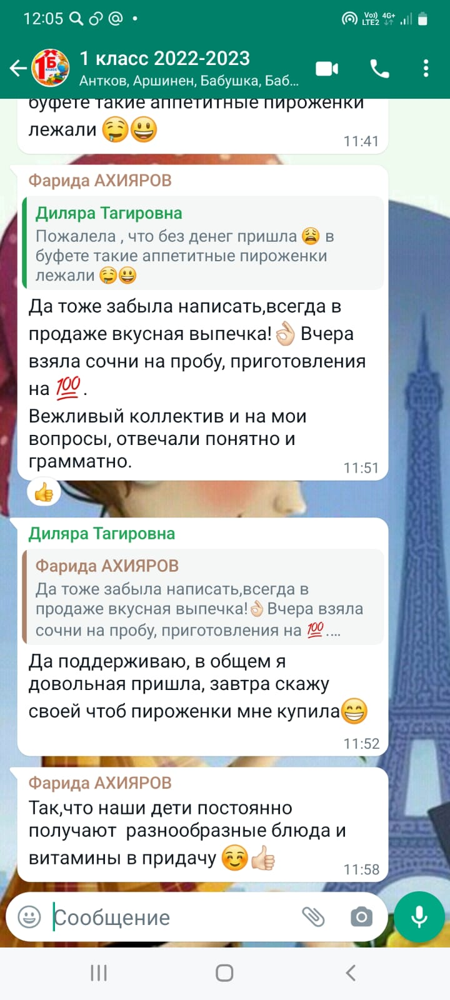 12:05
Vo)) 4G+
LTE2
1 класс 2022-2023
Антков, Аршинен, Бабушка, Баб...
1Б
КЛАСС
буфете такие аппетитные пироженки
лежали 🤤😃
11:41
Фарида АХИЯРОВ
Диляра Тагировна
Пожалела , что без денег пришла 😩 в
буфете такие аппетитные пироженки
лежали 🤤😃
Да тоже забыла написать,всегда в
продаже вкусная выпечка!👌🏻 Вчера
взяла сочни на пробу, приготовления
на 💯 .
Вежливый коллектив и на мои
вопросы, отвечали понятно и
грамматно.
11:51
👍
Диляра Тагировна
Фарида АХИЯРОВ
Да тоже забыла написать,всегда в
продаже вкусная выпечка!👌🏻 Вчера взяла
сочни на пробу, приготовления на 💯 ....
Да поддерживаю, в общем я
довольная пришла, завтра скажу
своей чтоб пироженки мне купила😁
11:52
Фарида АХИЯРОВ
Так,что наши дети постоянно
получают разнообразные блюда и
витамины в придачу ☺️👍🏻
11:58
Сообщение